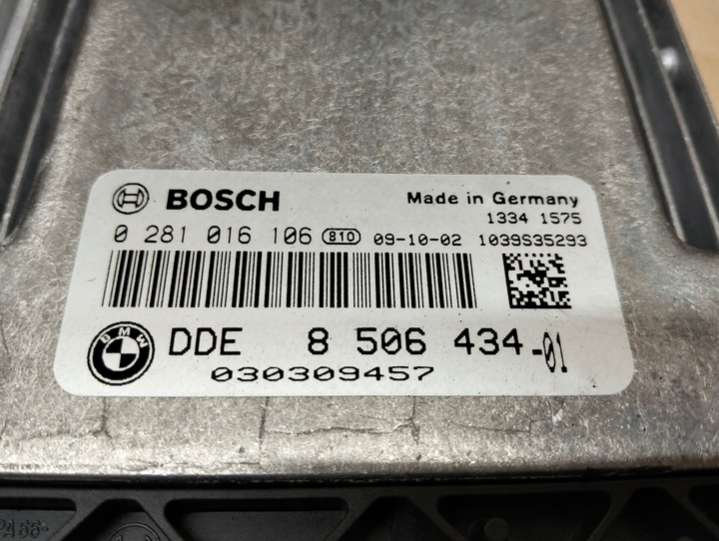 BOSCH Made in Germany
1334 1575
0 281 016 106 810 09-10-02 1039S35293
BMW DDE 8 506 434-01
030309457